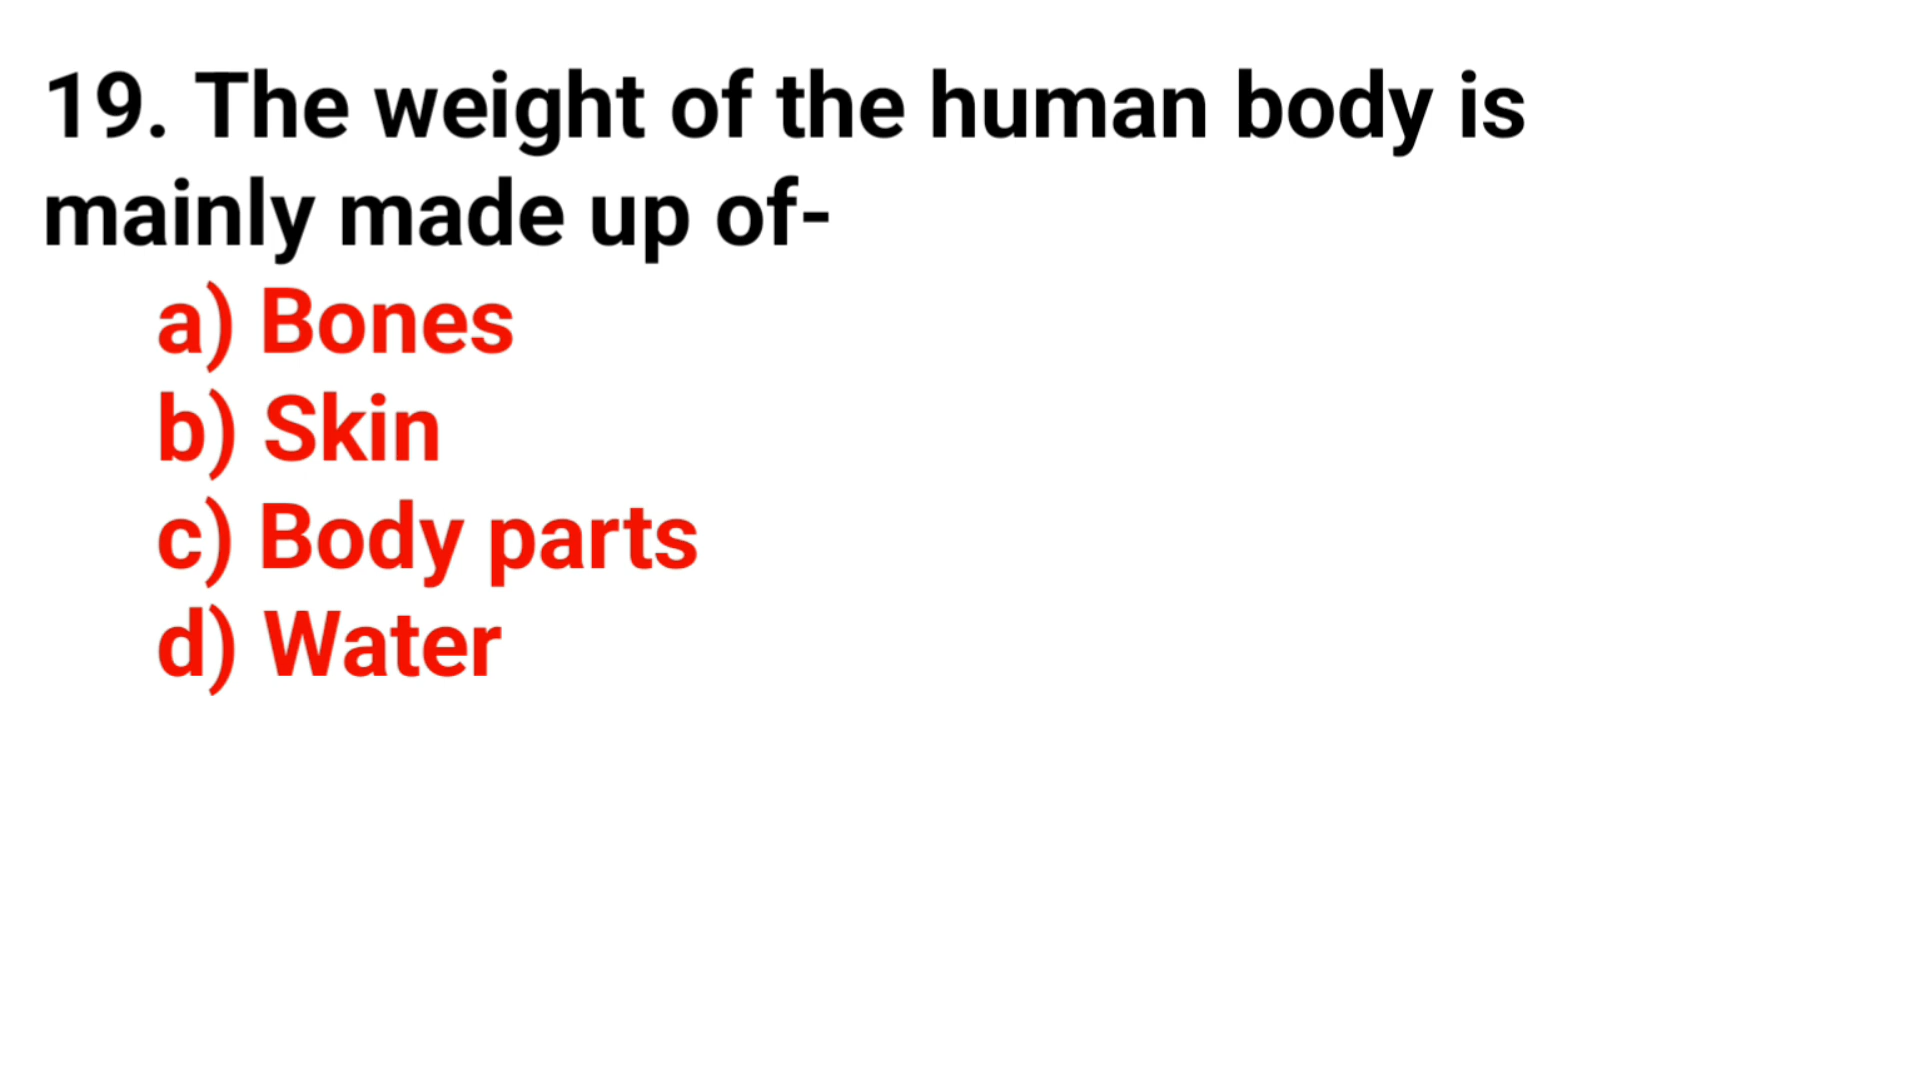 19. The weight of the human body is
mainly made up of-
a) Bones
b) Skin
c) Body parts
d) Water